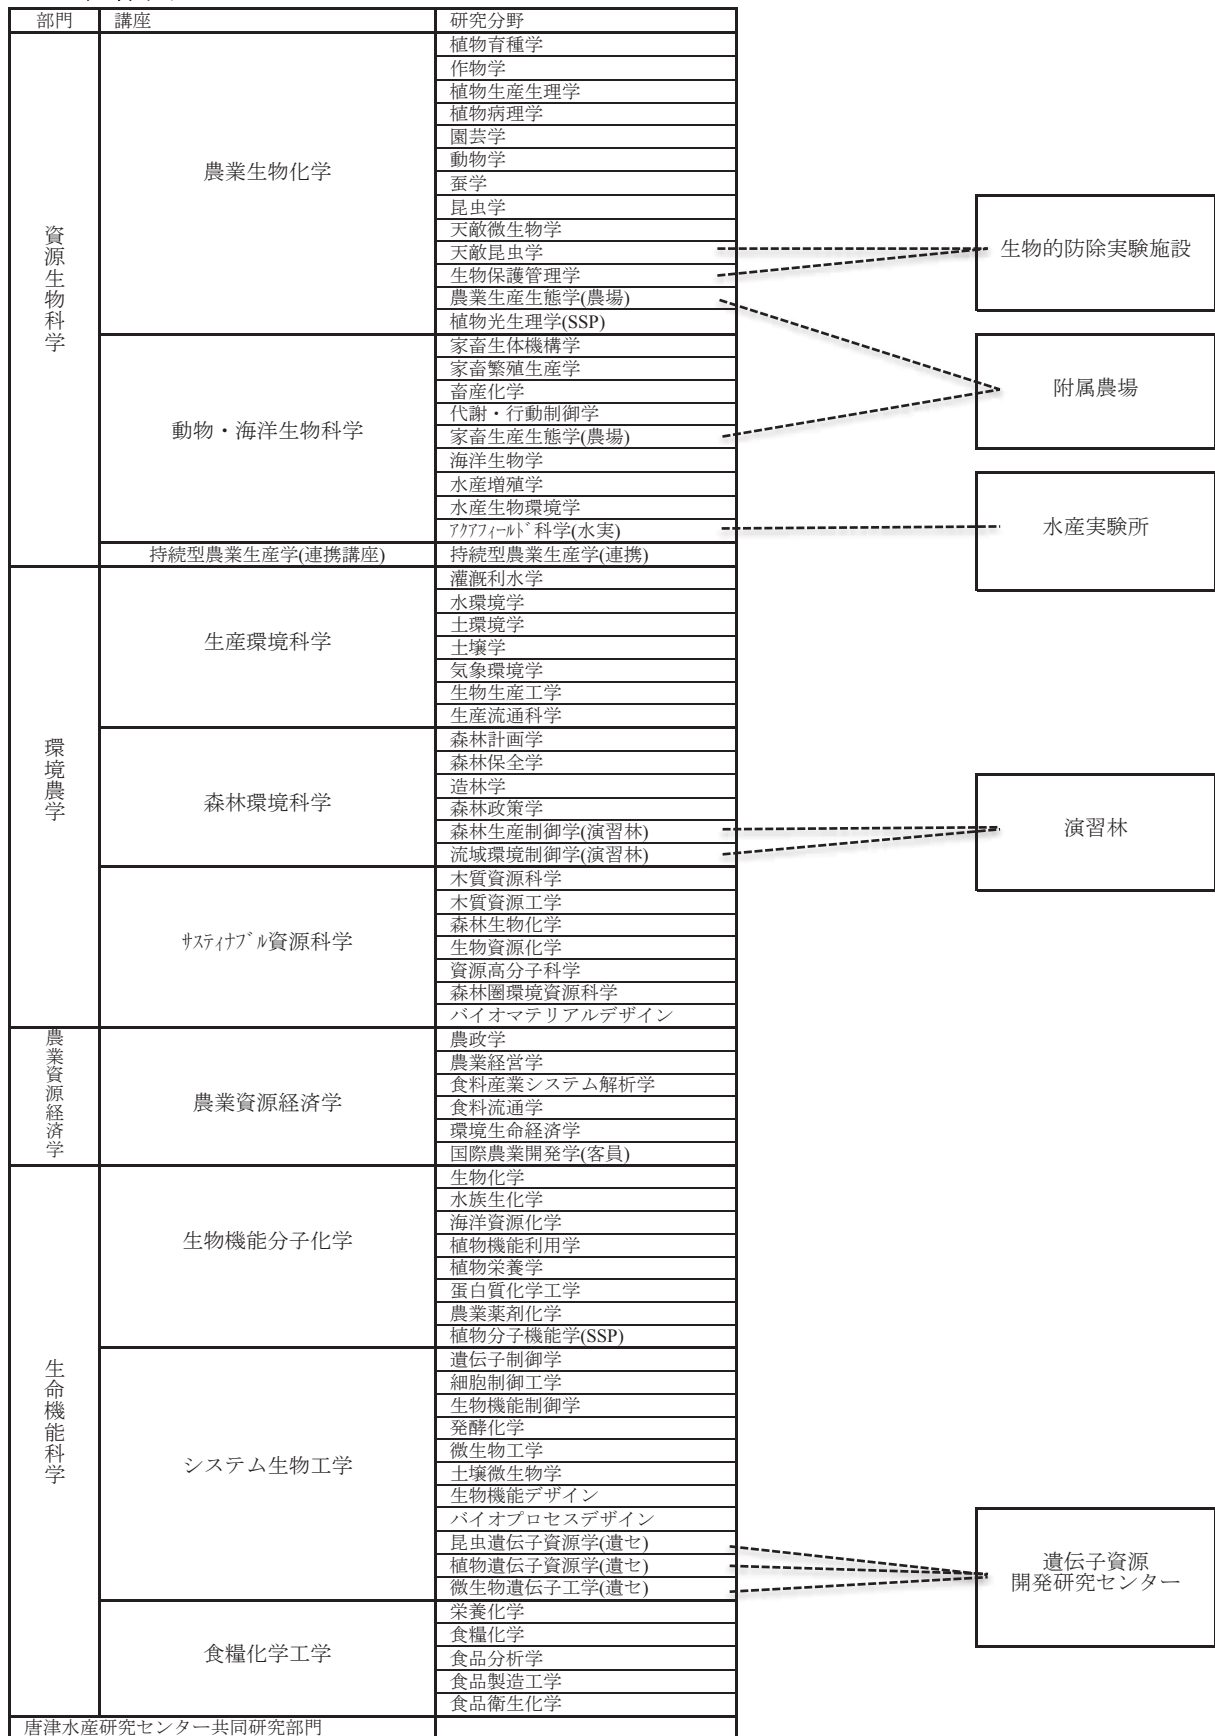 部門 講座 研究分野
資源生物科学
農業生物化学
植物育種学
作物学
植物生産生理学
植物病理学
園芸学
動物学
蚕学
昆虫学
天敵微生物学
天敵昆虫学
生物保護管理学
農業生産生態学(農場)
植物光生理学(SSP)
生物的防除実験施設
動物・海洋生物科学
家畜生体機構学
家畜繁殖生産学
畜産化学
代謝・行動制御学
家畜生産生態学(農場)
海洋生物学
水産増殖学
水産生物環境学
アクアフィールド科学(水実)
附属農場
水産実験所
持続型農業生産学(連携講座) 持続型農業生産学(連携)
環境農学
生産環境科学
灌漑利水学
水環境学
土環境学
土壌学
気象環境学
生物生産工学
生産流通科学
森林環境科学
森林計画学
森林保全学
造林学
森林政策学
森林生産制御学(演習林)
流域環境制御学(演習林)
演習林
サスティナブル資源科学
木質資源科学
木質資源工学
森林生物化学
生物資源化学
資源高分子科学
森林圏環境資源科学
バイオマテリアルデザイン
農業資源経済学
農業資源経済学
農政学
農業経営学
食料産業システム解析学
食料流通学
環境生命経済学
国際農業開発学(客員)
生命機能科学
生物機能分子化学
生物化学
水族生化学
海洋資源化学
植物機能利用学
植物栄養学
蛋白質化学工学
農業薬剤化学
植物分子機能学(SSP)
システム生物工学
遺伝子制御学
細胞制御工学
生物機能制御学
発酵化学
微生物工学
土壌微生物学
生物機能デザイン
バイオプロセスデザイン
昆虫遺伝子資源学(遺セ)
植物遺伝子資源学(遺セ)
微生物遺伝子工学(遺セ)
遺伝子資源
開発研究センター
食糧化学工学
栄養化学
食糧化学
食品分析学
食品製造工学
食品衛生化学
唐津水産研究センター共同研究部門